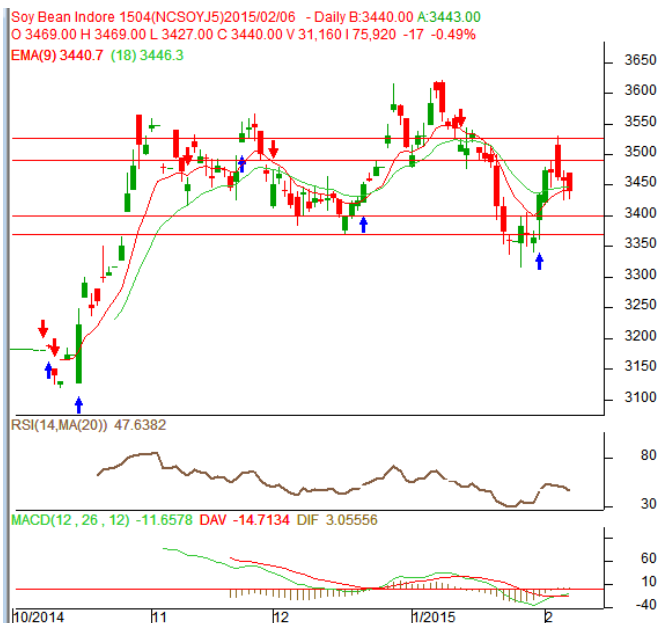 Soy Bean Indore 1504(NCSOYJ5)2015/02/06 - Daily B:3440.00 A:3443.00
O 3469.00 H 3469.00 L 3427.00 C 3440.00 V 31,160 I 75,920 -17 -0.49%
EMA(9) 3440.7 (18) 3446.3
3650
3600
3550
3500
3450
3400
3350
3300
3250
3200
3150
3100
RSI(14,MA(20)) 47.6382
80
30
MACD(12 , 26 , 12) -11.6578 DAV -14.7134 DIF 3.05556
60
10
-40
10/2014 11 12 1/2015 2